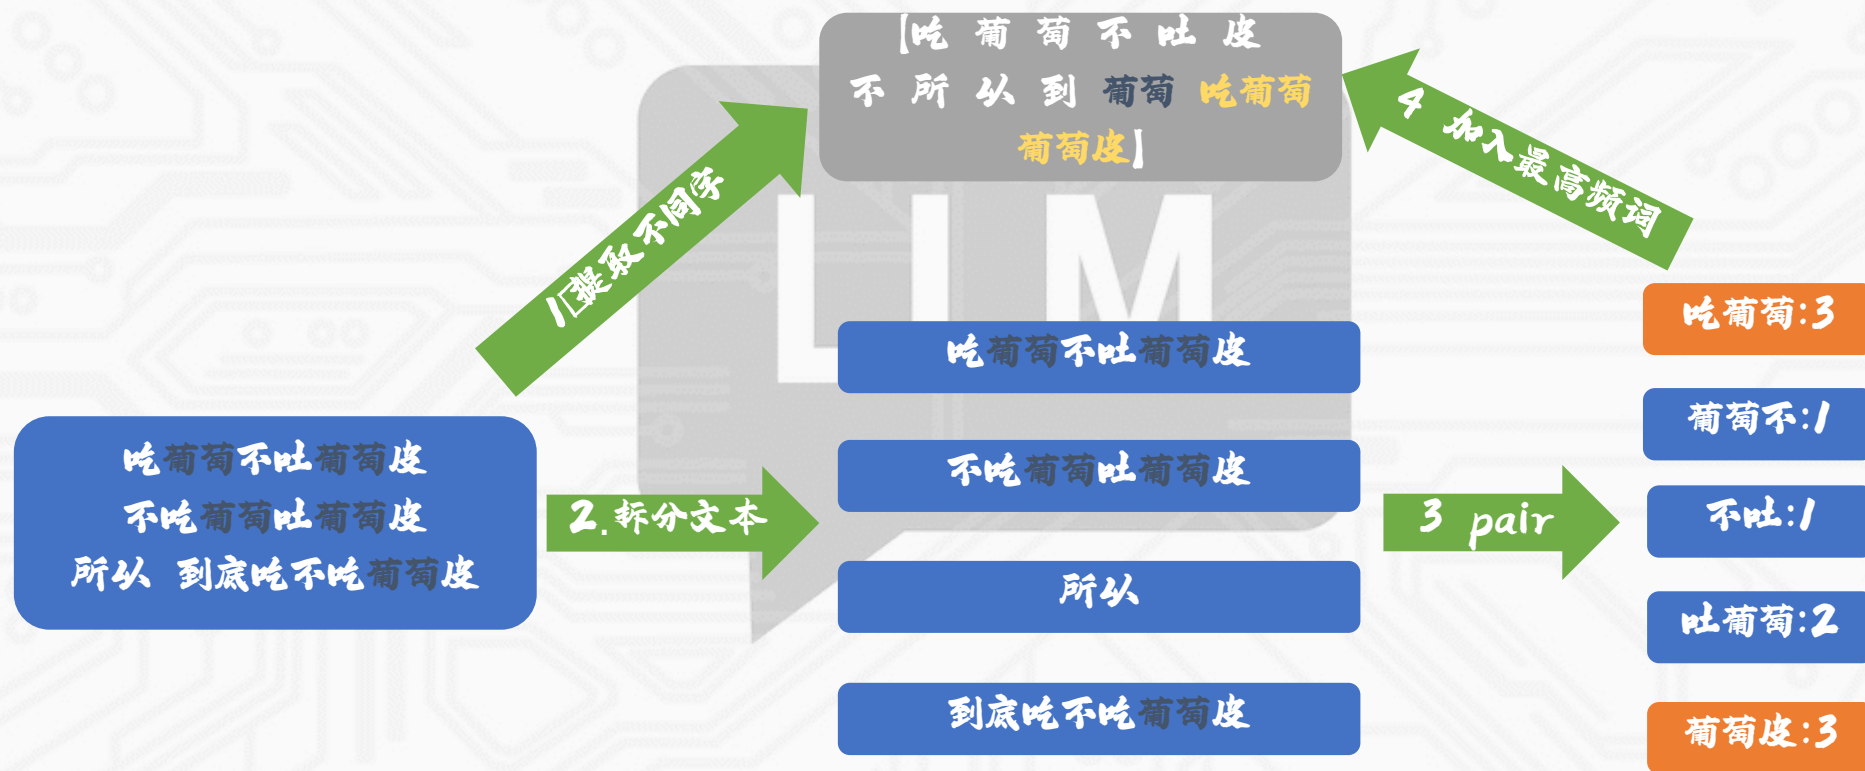 [吃 葡 萄 不 吐 皮
不 所 以 到 葡萄 吃葡萄
葡萄皮]
4 加入最高频词
1.提取不同字
LLM
吃葡萄:3
吃葡萄不吐葡萄皮
葡萄不:1
吃葡萄不吐葡萄皮
不吃葡萄吐葡萄皮
所以 到底吃不吃葡萄皮
2.拆分文本
不吃葡萄吐葡萄皮
3 pair
不吐:1
所以
吐葡萄:2
到底吃不吃葡萄皮
葡萄皮:3